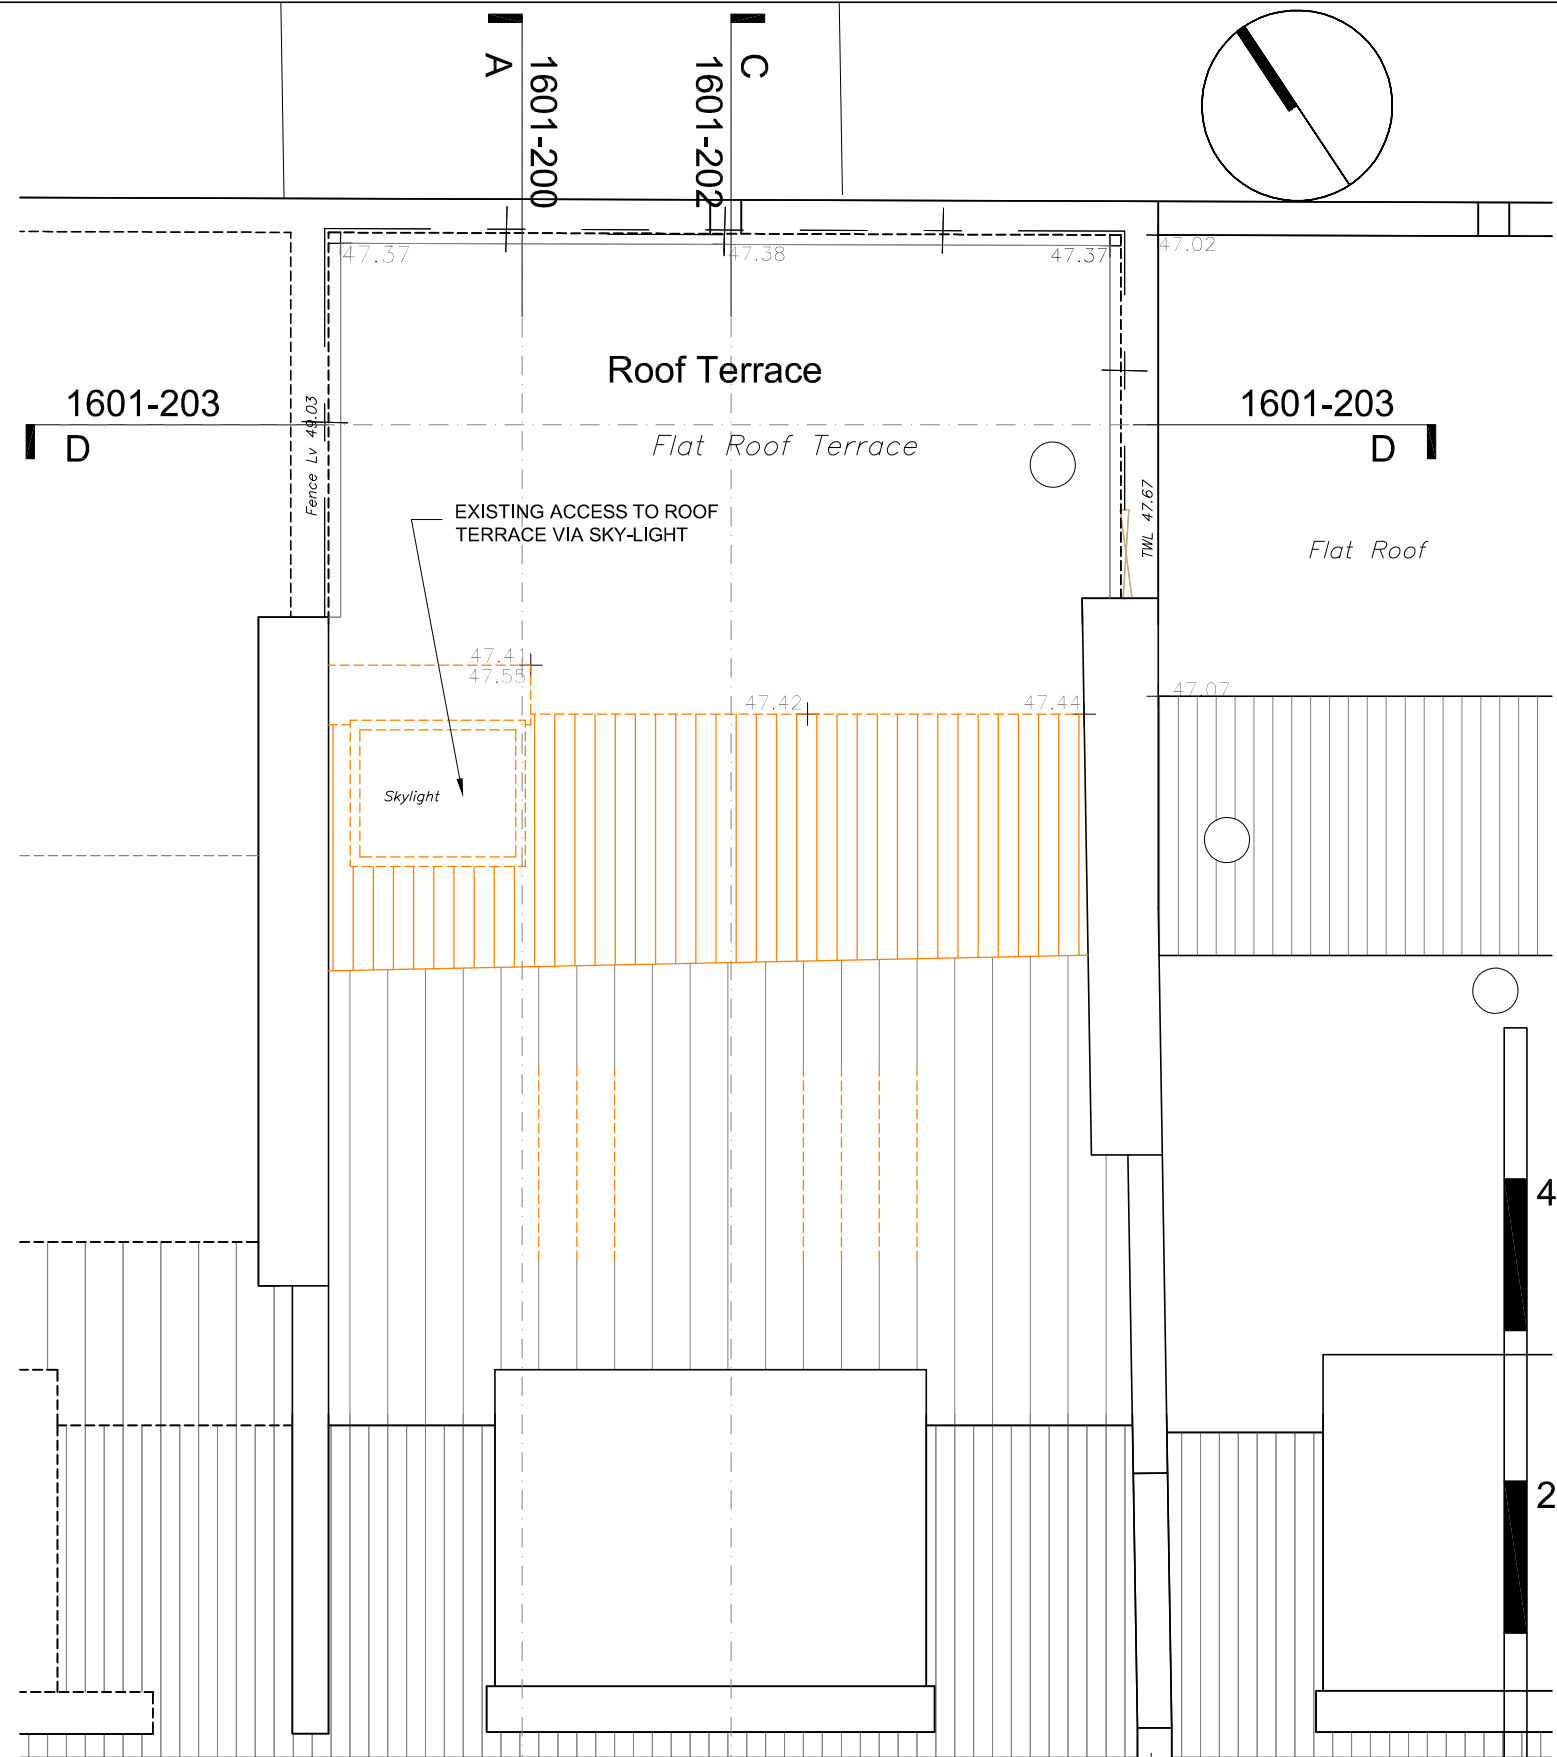 A
1601-200
1601-202
C
47.37
47.38
47.37
47.02
Roof Terrace
1601-203
D
Fence Lv 49.03
Flat Roof Terrace
1601-203
D
TWL 47.67
EXISTING ACCESS TO ROOF
TERRACE VIA SKY-LIGHT
Flat Roof
47.41
47.55
47.42
47.44
47.07
Skylight
4
2